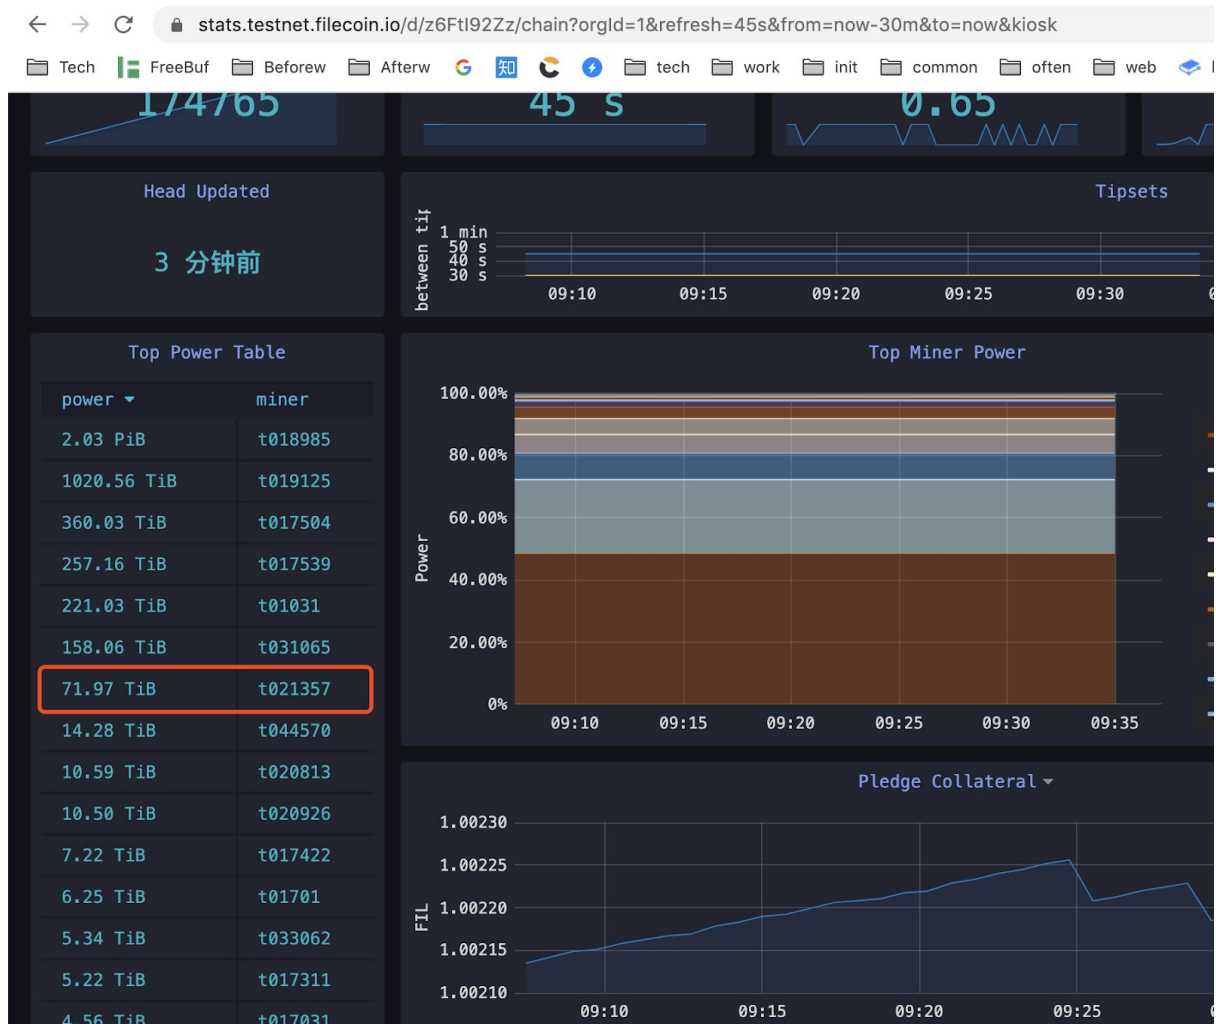 stats.testnet.filecoin.io/d/z6FtI92Zz/chain?orgId=1&refresh=45s&from=now-30m&to=now&kiosk
Tech FreeBuf Beforew Afterw 知 tech work init common often web
174765 45 s 0.65
Head Updated
3 分钟前
Tipsets
between tip
1 min
50 s
40 s
30 s
09:10 09:15 09:20 09:25 09:30
Top Power Table
power miner
2.03 PiB t018985
1020.56 TiB t019125
360.03 TiB t017504
257.16 TiB t017539
221.03 TiB t01031
158.06 TiB t031065
71.97 TiB t021357
14.28 TiB t044570
10.59 TiB t020813
10.50 TiB t020926
7.22 TiB t017422
6.25 TiB t01701
5.34 TiB t033062
5.22 TiB t017311
4.56 TiB t017031
Top Miner Power
Power
100.00%
80.00%
60.00%
40.00%
20.00%
0%
09:10 09:15 09:20 09:25 09:30 09:35
Pledge Collateral
FIL
1.00230
1.00225
1.00220
1.00215
1.00210
09:10 09:15 09:20 09:25